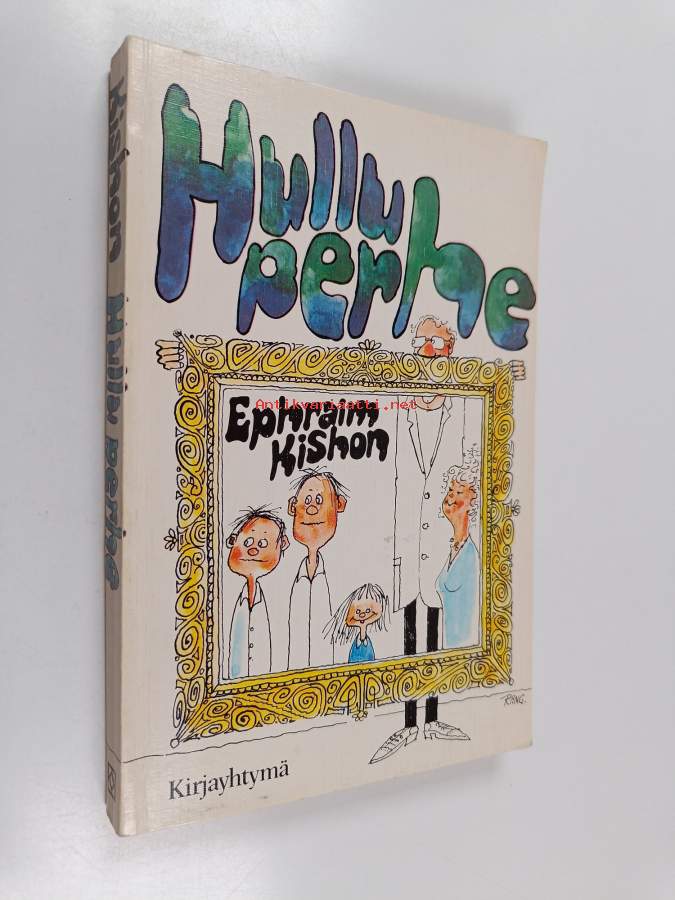 Hullu
perhe
Antikvariaatti.net
Ephraim
Kishon
Kirjayhtymä
Kishon Hullu perhe